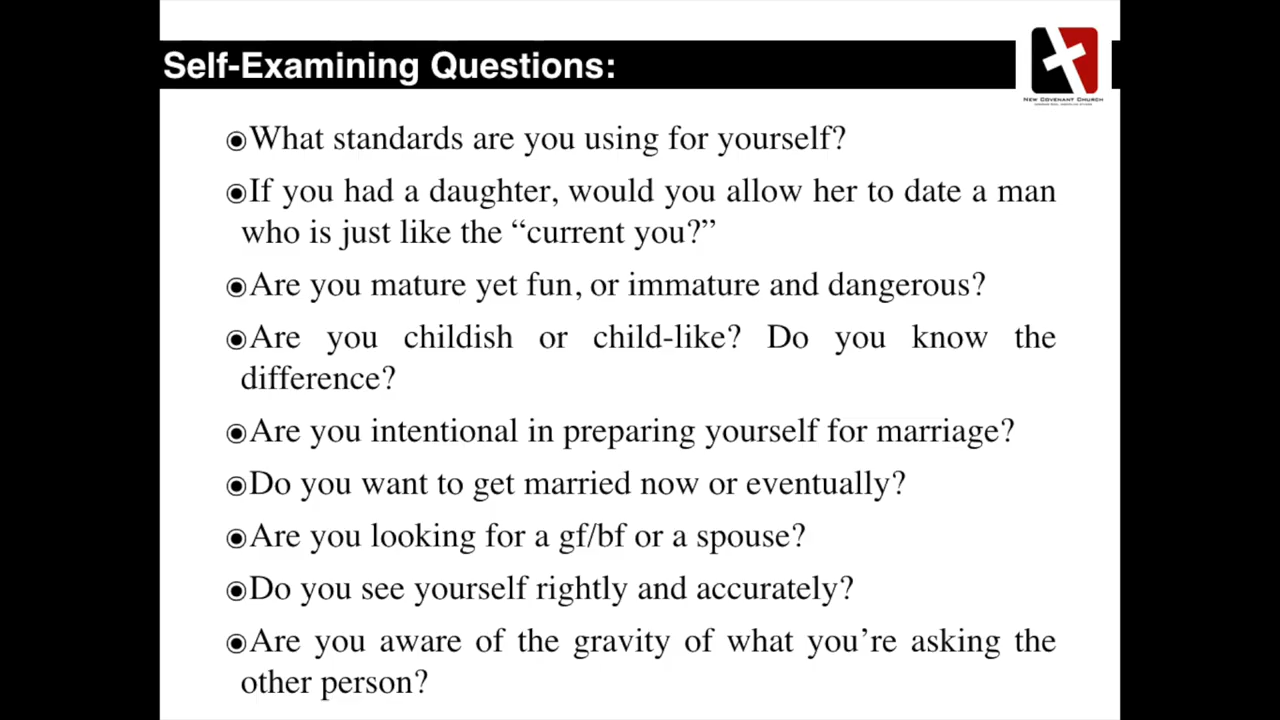 Self-Examining Questions:
NEW COVENANT CHURCH
◉What standards are you using for yourself?
◉If you had a daughter, would you allow her to date a man
who is just like the “current you?”
◉Are you mature yet fun, or immature and dangerous?
◉Are you childish or child-like? Do you know the
difference?
◉Are you intentional in preparing yourself for marriage?
◉Do you want to get married now or eventually?
◉Are you looking for a gf/bf or a spouse?
◉Do you see yourself rightly and accurately?
◉Are you aware of the gravity of what you’re asking the
other person?